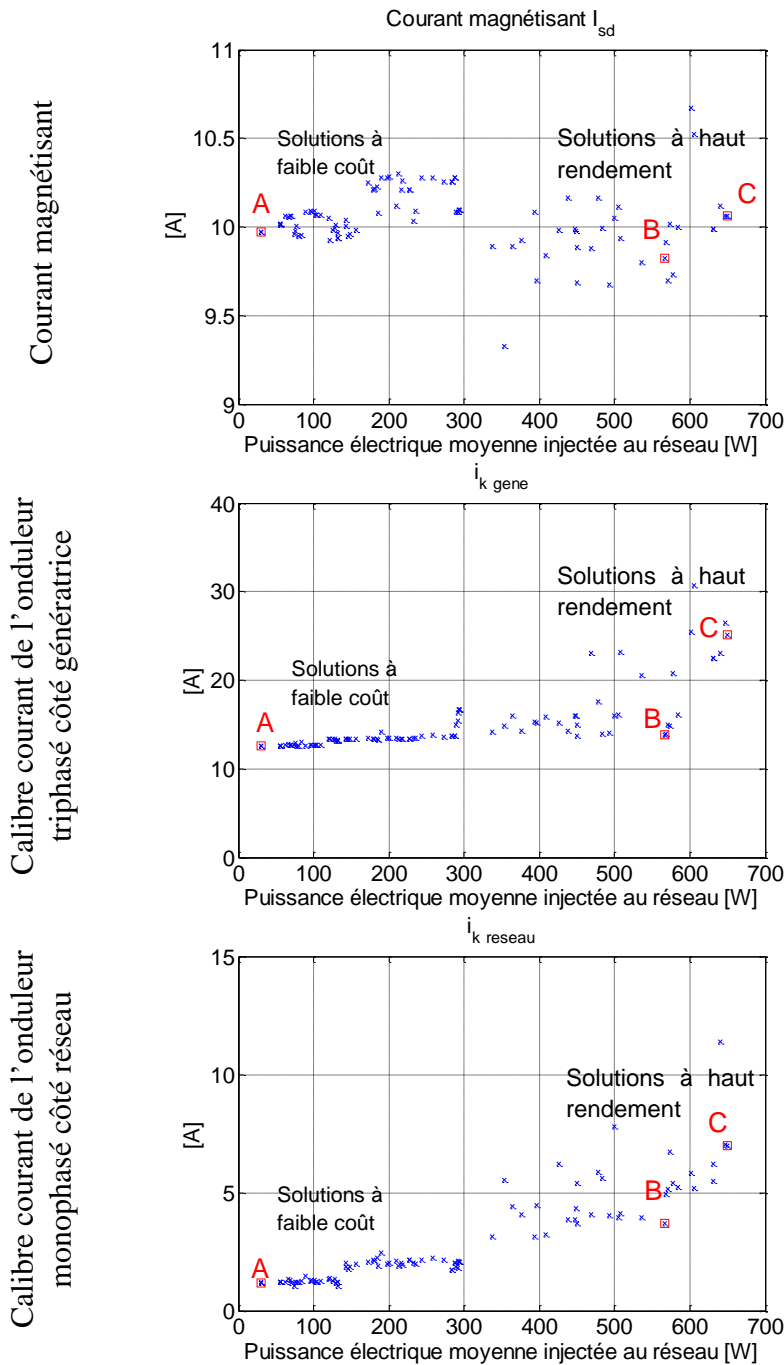 Courant magnétisant I_sd
Courant magnétisant
[A]
11
10.5
10
9.5
9
Solutions à
faible coût
Solutions à haut
rendement
A
B
C
0 100 200 300 400 500 600 700
Puissance électrique moyenne injectée au réseau [W]
i_k gene
Calibre courant de l'onduleur
triphasé côté génératrice
[A]
40
30
20
10
0
Solutions à haut
rendement
Solutions à
faible coût
A
B
C
0 100 200 300 400 500 600 700
Puissance électrique moyenne injectée au réseau [W]
i_k reseau
Calibre courant de l'onduleur
monophasé côté réseau
[A]
15
10
5
0
Solutions à haut
rendement
Solutions à
faible coût
A
B
C
0 100 200 300 400 500 600 700
Puissance électrique moyenne injectée au réseau [W]